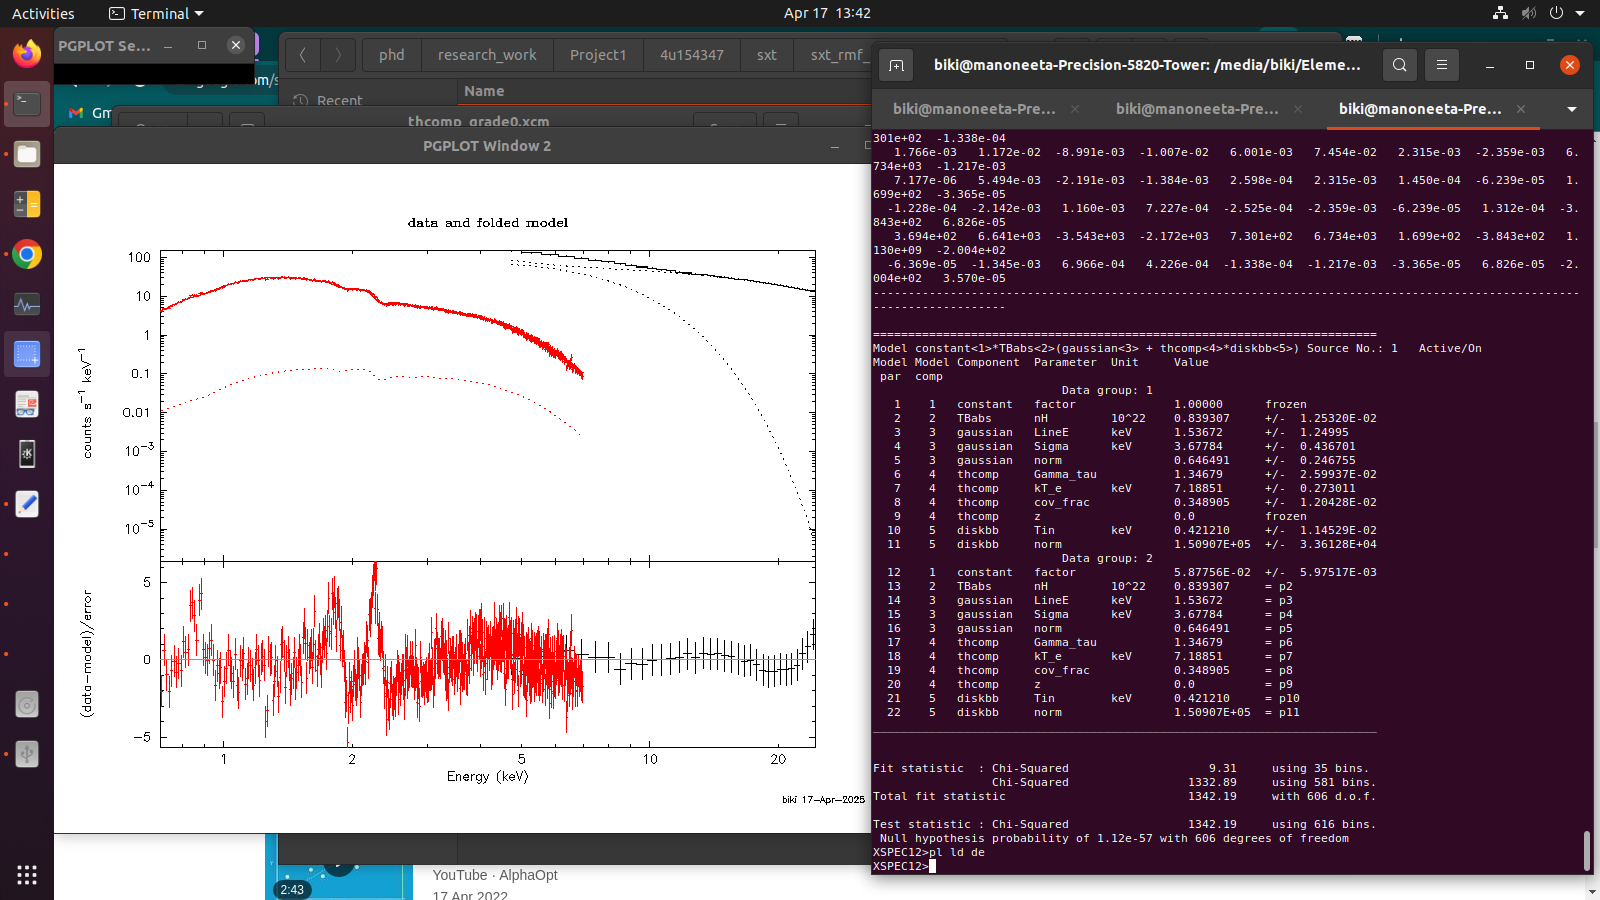 Activities
Terminal
Apr 17  13:42
PGPLOT Se...
phd
research_work
Project1
4u154347
sxt
sxt_rmf_
Recent
Name
Gm
thcomp_grade0.xcm
PGPLOT Window 2
data and folded model
counts s⁻¹ keV⁻¹
100
10
1
0.1
0.01
10⁻³
10⁻⁴
10⁻⁵
(data-model)/error
5
0
-5
1
2
5
10
20
Energy (keV)
biki 17-Apr-2025
2:43
YouTube · AlphaOpt
17 Apr 2022
biki@manoneeta-Precision-5820-Tower: /media/biki/Eleme...
biki@manoneeta-Pre...
biki@manoneeta-Pre...
biki@manoneeta-Pre...
301e+02  -1.338e-04
1.766e-03   1.172e-02  -8.991e-03  -1.007e-02   6.001e-03   7.454e-02   2.315e-03  -2.359e-03   6.
734e+03  -1.217e-03
7.177e-06   5.494e-03  -2.191e-03  -1.384e-03   2.598e-04   2.315e-03   1.450e-04  -6.239e-05   1.
699e+02  -3.365e-05
-1.228e-04  -2.142e-03   1.160e-03   7.227e-04  -2.525e-04  -2.359e-03  -6.239e-05   1.312e-04  -3.
843e+02   6.826e-05
3.694e+02   6.641e+03  -3.543e+03  -2.172e+03   7.301e+02   6.734e+03   1.699e+02  -3.843e+02   1.
130e+09  -2.004e+02
-6.369e-05  -1.345e-03   6.966e-04   4.226e-04  -1.338e-04  -1.217e-03  -3.365e-05   6.826e-05  -2.
004e+02   3.570e-05
Model constant<1>*TBabs<2>(gaussian<3> + thcomp<4>*diskbb<5>) Source No.: 1   Active/On
Model Model Component  Parameter  Unit     Value
par  comp
Data group: 1
1    1   constant   factor              1.00000      frozen
2    2   TBabs      nH         10^22    0.839307     +/-  1.25320E-02
3    3   gaussian   LineE      keV      1.53672      +/-  1.24995
4    3   gaussian   Sigma      keV      3.67784      +/-  0.436701
5    3   gaussian   norm                0.646491     +/-  0.246755
6    4   thcomp     Gamma_tau           1.34679      +/-  2.59937E-02
7    4   thcomp     kT_e       keV      7.18851      +/-  0.273011
8    4   thcomp     cov_frac            0.348905     +/-  1.20428E-02
9    4   thcomp     z                   0.0          frozen
10    5   diskbb     Tin        keV      0.421210     +/-  1.14529E-02
11    5   diskbb     norm                1.50907E+05  +/-  3.36128E+04
Data group: 2
12    1   constant   factor              5.87756E-02  +/-  5.97517E-03
13    2   TBabs      nH         10^22    0.839307     = p2
14    3   gaussian   LineE      keV      1.53672      = p3
15    3   gaussian   Sigma      keV      3.67784      = p4
16    3   gaussian   norm                0.646491     = p5
17    4   thcomp     Gamma_tau           1.34679      = p6
18    4   thcomp     kT_e       keV      7.18851      = p7
19    4   thcomp     cov_frac            0.348905     = p8
20    4   thcomp     z                   0.0          = p9
21    5   diskbb     Tin        keV      0.421210     = p10
22    5   diskbb     norm                1.50907E+05  = p11
Fit statistic  : Chi-Squared                    9.31     using 35 bins.
Chi-Squared                 1332.89     using 581 bins.
Total fit statistic                          1342.19     with 606 d.o.f.
Test statistic : Chi-Squared                 1342.19     using 616 bins.
Null hypothesis probability of 1.12e-57 with 606 degrees of freedom
XSPEC12>pl ld de
XSPEC12>